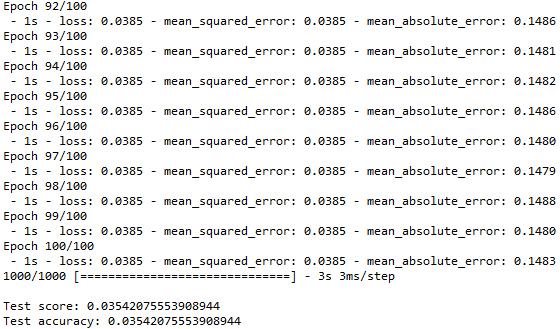 Epoch 92/100
- 1s - loss: 0.0385 - mean_squared_error: 0.0385 - mean_absolute_error: 0.1486
Epoch 93/100
- 1s - loss: 0.0385 - mean_squared_error: 0.0385 - mean_absolute_error: 0.1481
Epoch 94/100
- 1s - loss: 0.0385 - mean_squared_error: 0.0385 - mean_absolute_error: 0.1482
Epoch 95/100
- 1s - loss: 0.0385 - mean_squared_error: 0.0385 - mean_absolute_error: 0.1486
Epoch 96/100
- 1s - loss: 0.0385 - mean_squared_error: 0.0385 - mean_absolute_error: 0.1480
Epoch 97/100
- 1s - loss: 0.0385 - mean_squared_error: 0.0385 - mean_absolute_error: 0.1479
Epoch 98/100
- 1s - loss: 0.0385 - mean_squared_error: 0.0385 - mean_absolute_error: 0.1488
Epoch 99/100
- 1s - loss: 0.0385 - mean_squared_error: 0.0385 - mean_absolute_error: 0.1480
Epoch 100/100
- 1s - loss: 0.0385 - mean_squared_error: 0.0385 - mean_absolute_error: 0.1483
1000/1000 [==============================] - 3s 3ms/step
Test score: 0.03542075553908944
Test accuracy: 0.03542075553908944